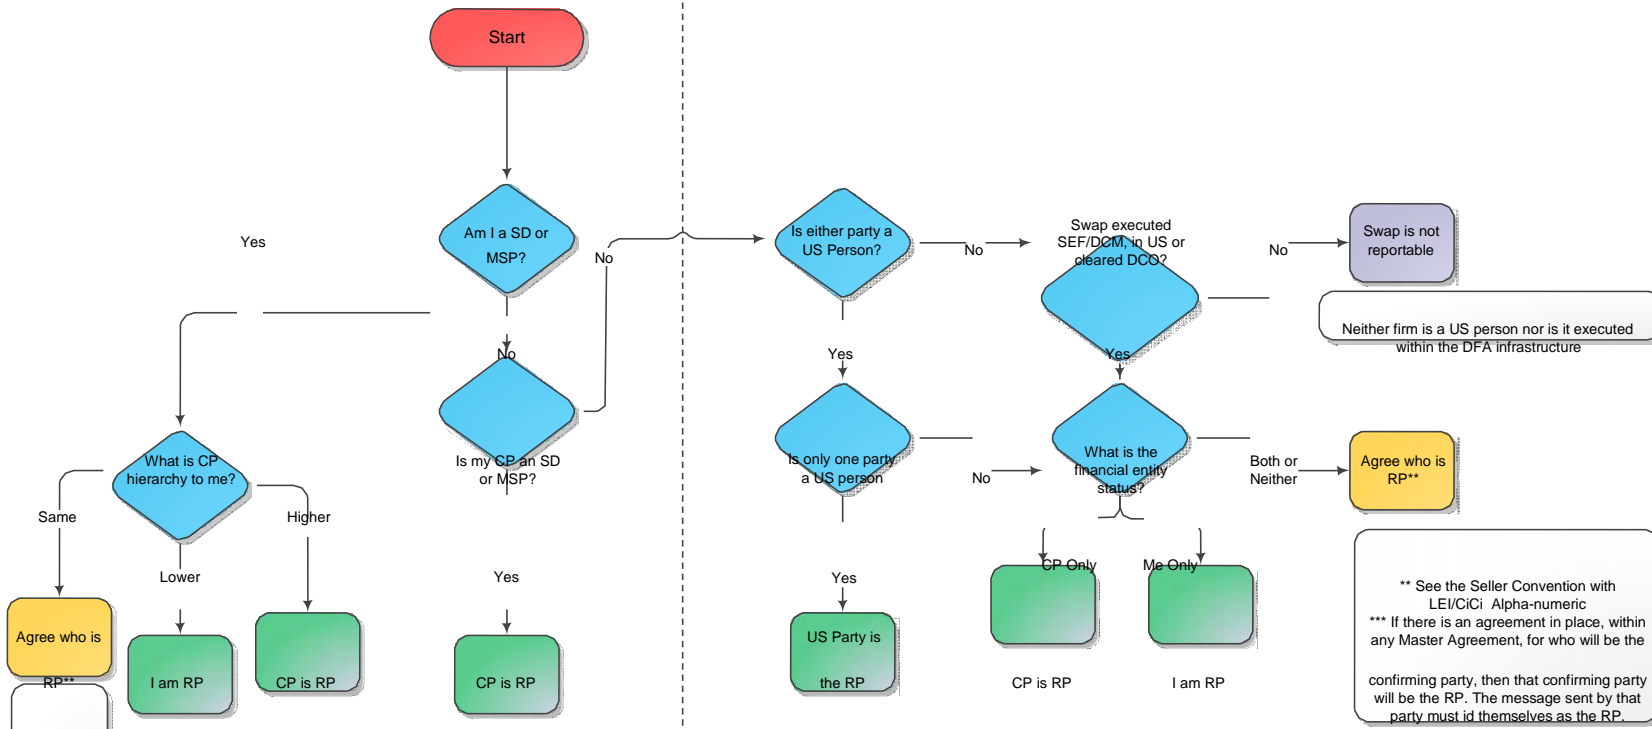 Start
Am I a SD or
MSP?
Yes
No
No
Is my CP an SD
or MSP?
What is CP
hierarchy to me?
Same
Higher
Lower
Yes
Agree who is
RP**
I am RP
CP is RP
CP is RP
Is either party a
US Person?
No
Swap executed
SEF/DCM, in US or
cleared DCO?
No
Swap is not
reportable
Neither firm is a US person nor is it executed
within the DFA infrastructure
Yes
Yes
Is only one party
a US person
No
What is the
financial entity
status?
Both or
Neither
Agree who is
RP**
Yes
CP Only
Me Only
US Party is
the RP
CP is RP
I am RP
** See the Seller Convention with
LEI/CiCi Alpha-numeric
*** If there is an agreement in place, within
any Master Agreement, for who will be the
confirming party, then that confirming party
will be the RP. The message sent by that
party must id themselves as the RP.